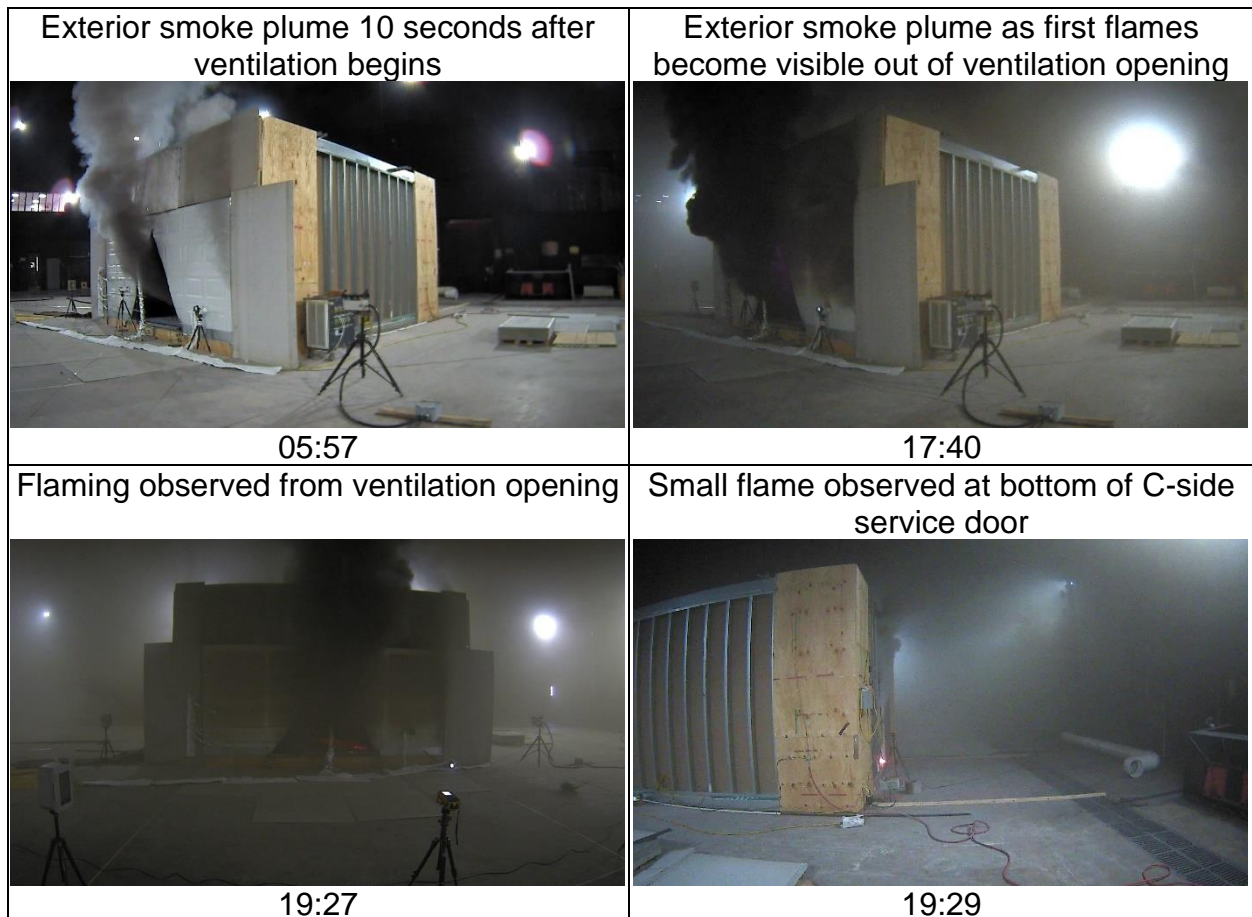 Exterior smoke plume 10 seconds after
ventilation begins
Exterior smoke plume as first flames
become visible out of ventilation opening
05:57
17:40
Flaming observed from ventilation opening
Small flame observed at bottom of C-side
service door
19:27
19:29